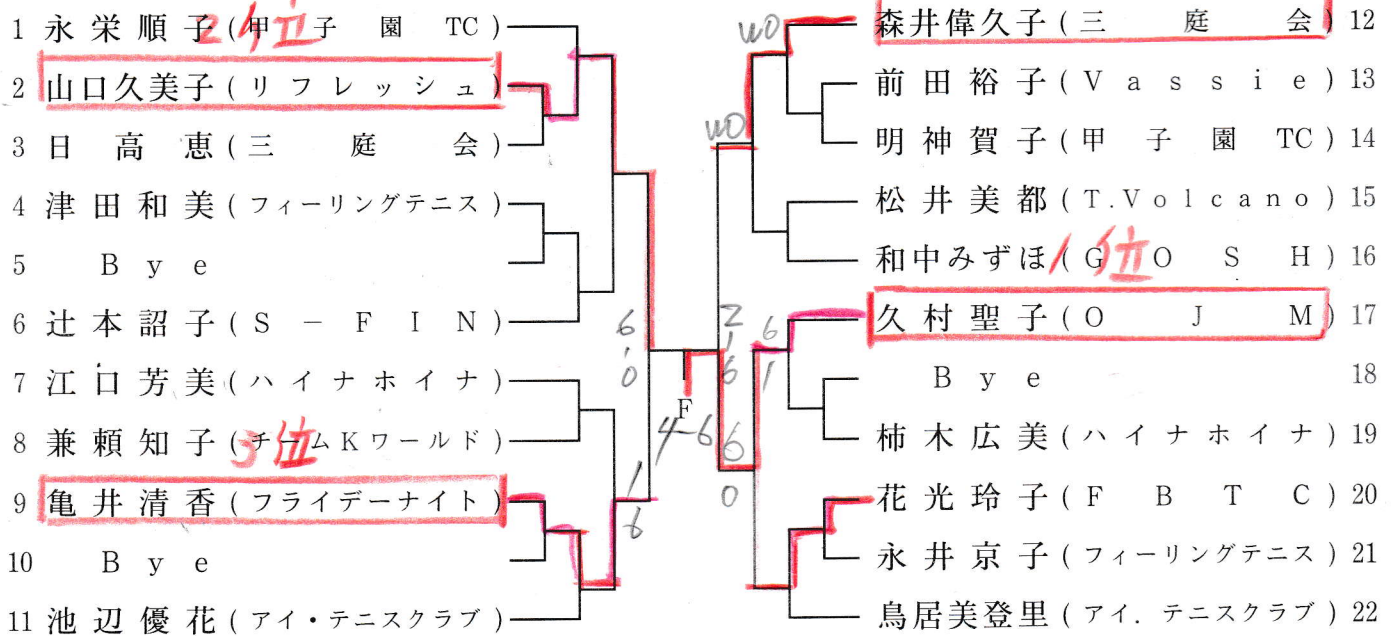 1 永栄順子(甲子園TC)
2位
2 山口久美子(リフレッシュ)
3 日高恵(三庭会)
4 津田和美(フィーリングテニス)
5 Bye
6 辻本詔子(S-FIN)
7 江口芳美(ハイナホイナ)
8 兼頼知子(チームKワールド)
3位
9 亀井清香(フライデーナイト)
10 Bye
11 池辺優花(アイ・テニスクラブ)
6
0
1
6
F
4-6
WO
WO
2
6
6
1
6
0
森井偉久子(三庭会) 12
前田裕子(Vassie) 13
明神賀子(甲子園TC) 14
松井美都(T.Volcano) 15
和中みずほ(GOSH) 16
1位
久村聖子(OJM) 17
Bye 18
柿木広美(ハイナホイナ) 19
花光玲子(FBTC) 20
永井京子(フィーリングテニス) 21
鳥居美登里(アイ.テニスクラブ) 22